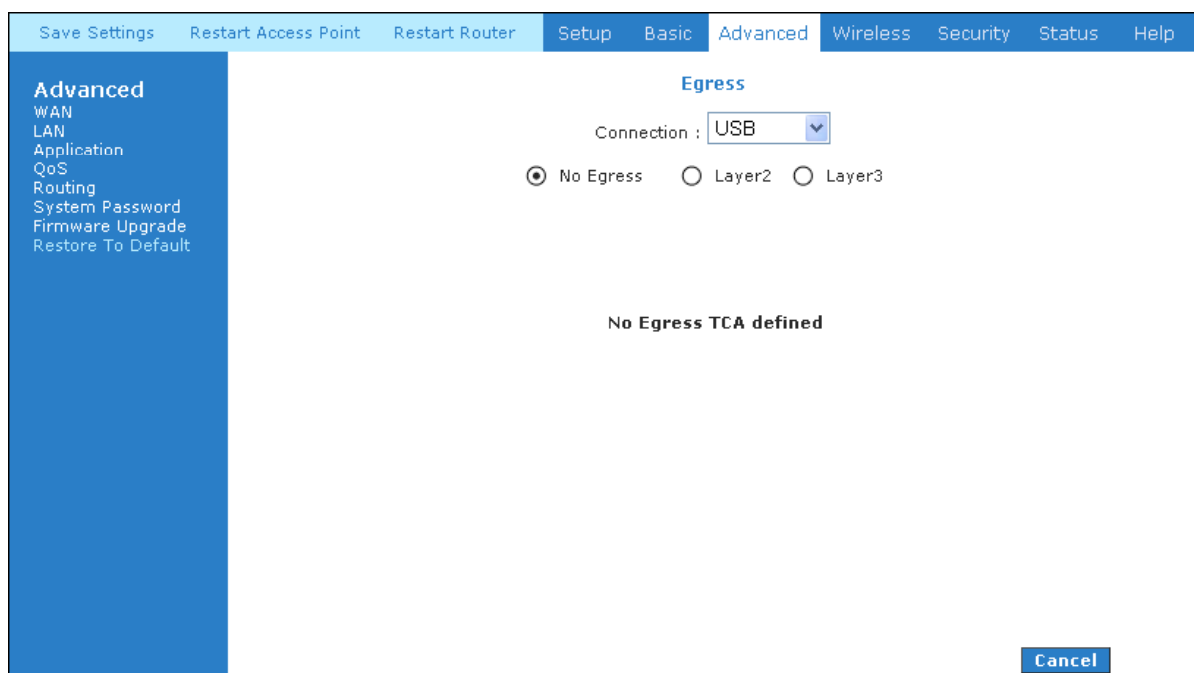 Save Settings Restart Access Point Restart Router Setup Basic Advanced Wireless Security Status Help
Advanced
WAN
LAN
Application
QoS
Routing
System Password
Firmware Upgrade
Restore To Default
Egress
Connection : USB
No Egress Layer2 Layer3
No Egress TCA defined
Cancel